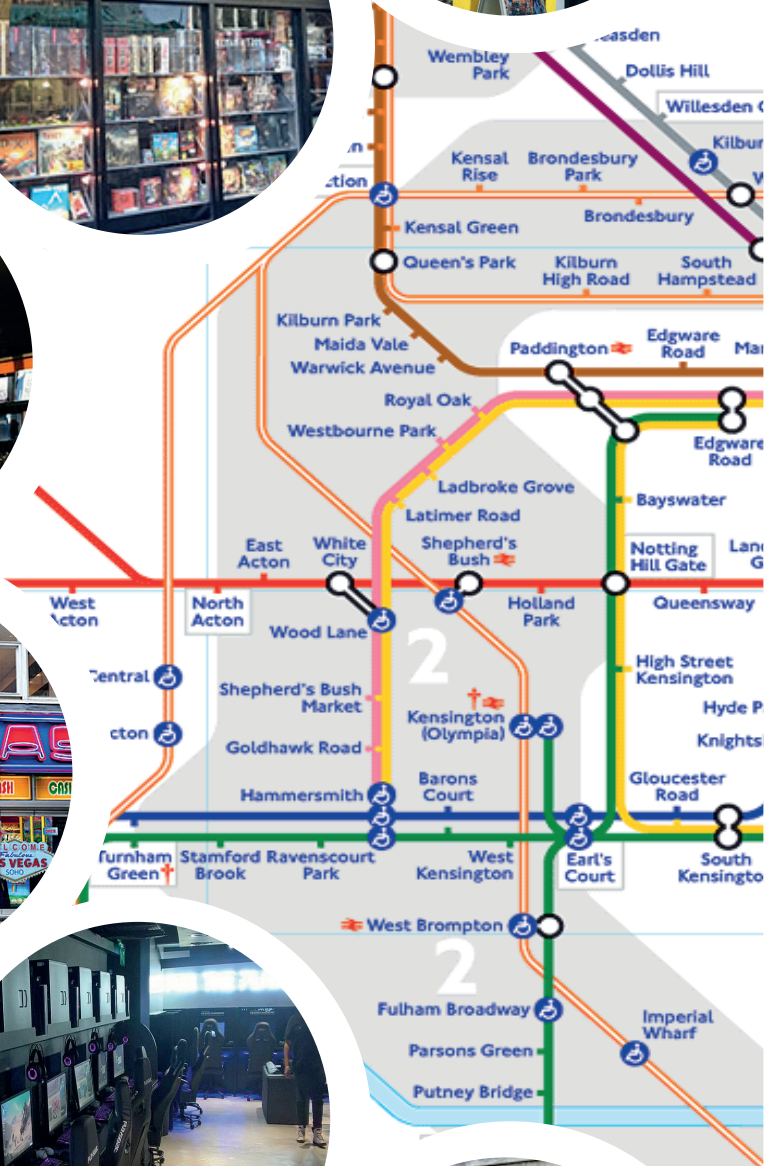 Wembley
Park
Dollis Hill
Kensal
Rise
Brondesbury
Park
Brondesbury
Kensal Green
Queen's Park
Kilburn
High Road
South
Hampstead
Kilburn Park
Maida Vale
Warwick Avenue
Paddington
Edgware
Road
Royal Oak
Westbourne Park
Edgware
Road
Ladbroke Grove
Bayswater
Latimer Road
East
Acton
White
City
Shepherd's
Bush
Notting
Hill Gate
West
Acton
North
Acton
Wood Lane
Holland
Park
Queensway
2
Central
Shepherd's Bush
Market
High Street
Kensington
Kensington
(Olympia)
Goldhawk Road
Hammersmith
Barons
Court
Gloucester
Road
Turnham
Green†
Stamford
Brook
Ravenscourt
Park
West
Kensington
Earl's
Court
South
Kensington
WELCOME
Fabulous
VEGAS
SOHO
West Brompton
2
Fulham Broadway
Imperial
Wharf
Parsons Green
Putney Bridge